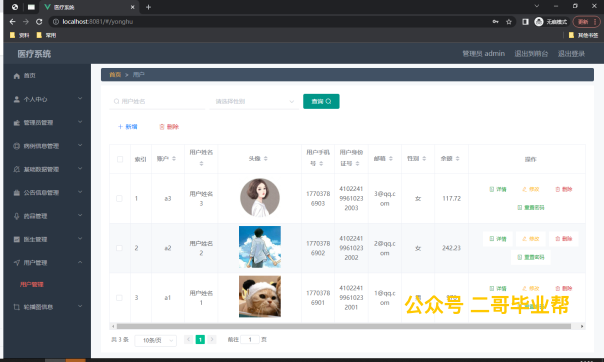 医疗系统
localhost:8081/#/yonghu
无痕模式
更新
资料
常用
其他书签
医疗系统
管理员 admin
退出到前台
退出登录
首页
个人中心
管理员管理
病例信息管理
基础数据管理
公告信息管理
药品管理
医生管理
用户管理
用户管理
轮播图信息
首页 > 用户
用户姓名
请选择性别
查询
+ 新增
删除
索引 账户 用户姓名 头像 用户手机号 用户身份证号 邮箱 性别 余额 操作
1 a3 用户姓名3 17703786903 410224199610232003 3@qq.com 女 117.72 详情 修改 删除 重置密码
2 a2 用户姓名2 17703786902 410224199610232002 2@qq.com 女 242.23 详情 修改 删除 重置密码
3 a1 用户姓名1 17703786901 410224199610232001 1@qq.com 详情 修改 删除
公众号 二哥毕业帮
共 3 条 10条/页 1 前往 1 页